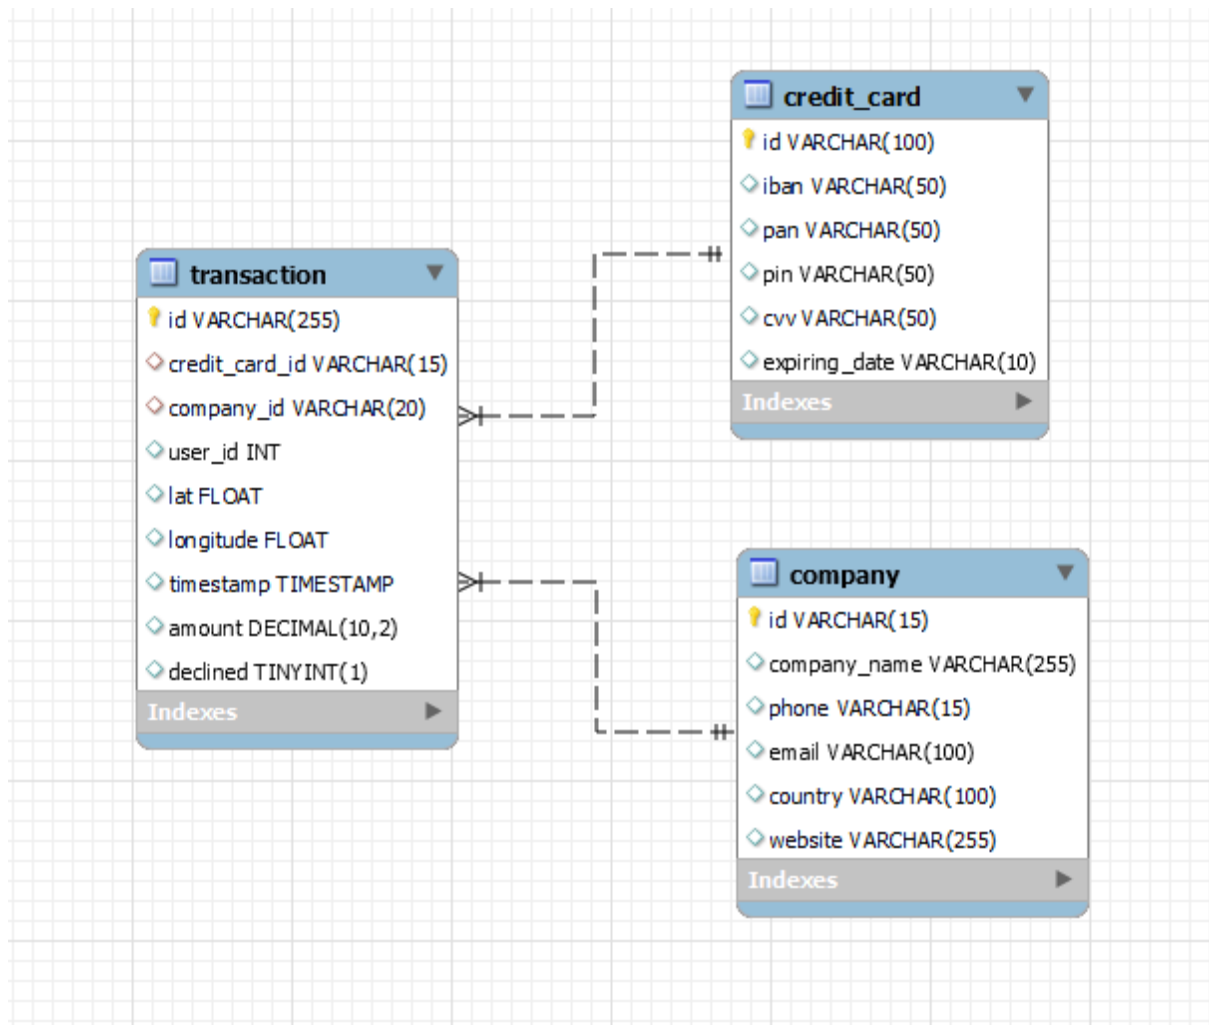 transaction
id VARCHAR(255)
credit_card_id VARCHAR(15)
company_id VARCHAR(20)
user_id INT
lat FLOAT
longitude FLOAT
timestamp TIMESTAMP
amount DECIMAL(10,2)
declined TINYINT(1)
Indexes
credit_card
id VARCHAR(100)
iban VARCHAR(50)
pan VARCHAR(50)
pin VARCHAR(50)
cvv VARCHAR(50)
expiring_date VARCHAR(10)
Indexes
company
id VARCHAR(15)
company_name VARCHAR(255)
phone VARCHAR(15)
email VARCHAR(100)
country VARCHAR(100)
website VARCHAR(255)
Indexes